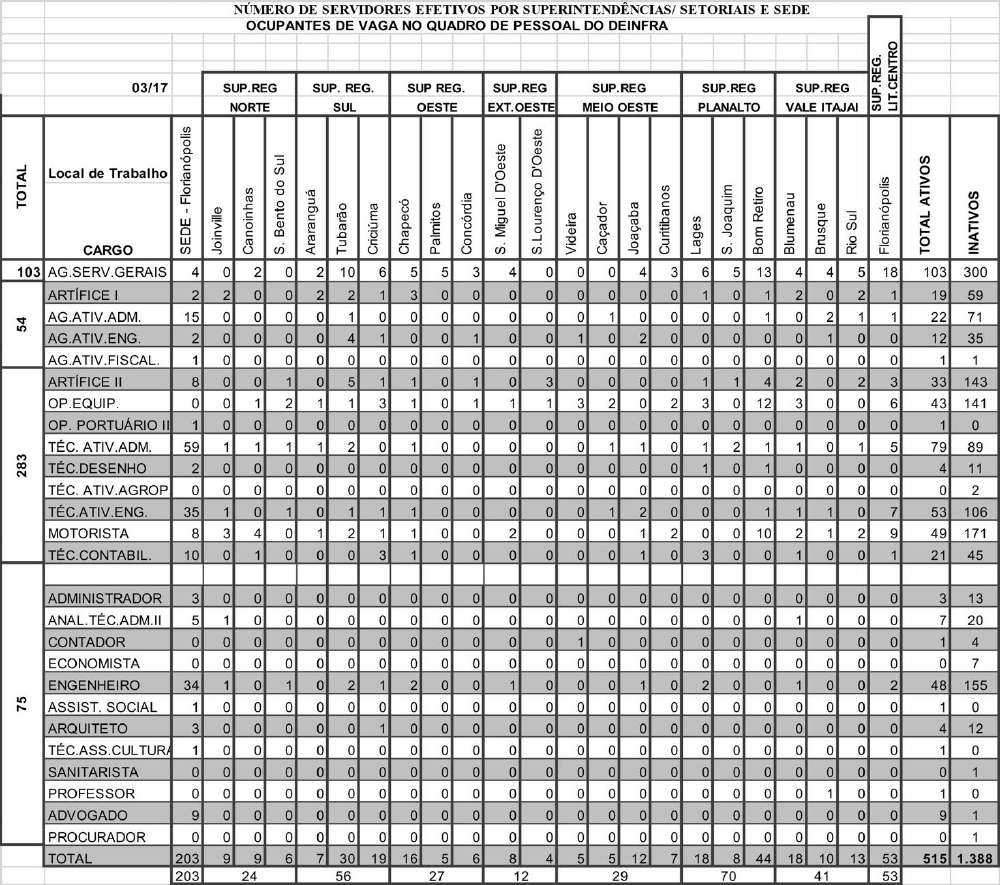 NÚMERO DE SERVIDORES EFETIVOS POR SUPERINTENDÊNCIAS/ SETORIAIS E SEDE
OCUPANTES DE VAGA NO QUADRO DE PESSOAL DO DEINFRA
03/17 SUP.REG SUP. REG. SUP REG. SUP.REG SUP.REG SUP.REG SUP.REG SUP.REG.
NORTE SUL OESTE EXT.OESTE MEIO OESTE PLANALTO VALE ITAJAI LIT.CENTRO
TOTAL Local de Trabalho SEDE - Florianópolis Joinville Canoinhas S. Bento do Sul Araranguá Tubarão Criciúma Chapecó Palmitos Concórdia S. Miguel D'Oeste S.Lourenço D'Oeste Videira Caçador Joaçaba Curitibanos Lages S. Joaquim Bom Retiro Blumenau Brusque Rio Sul Florianópolis TOTAL ATIVOS INATIVOS
CARGO
103 AG.SERV.GERAIS 4 0 2 0 2 10 6 5 5 3 4 0 0 0 4 3 6 5 13 4 4 5 18 103 300
54
ARTÍFICE I 2 2 0 0 2 2 1 3 0 0 0 0 0 0 0 0 1 0 1 2 0 2 1 19 59
AG.ATIV.ADM. 15 0 0 0 0 1 0 0 0 0 0 0 0 1 0 0 0 0 1 0 2 1 1 22 71
AG.ATIV.ENG. 2 0 0 0 0 4 1 0 0 1 0 0 1 0 2 0 0 0 0 0 1 0 0 12 35
AG.ATIV.FISCAL. 1 0 0 0 0 0 0 0 0 0 0 0 0 0 0 0 0 0 0 0 0 0 0 1 1
283
ARTÍFICE II 8 0 0 1 0 5 1 1 0 1 0 3 0 0 0 0 1 1 4 2 0 2 3 33 143
OP.EQUIP. 0 0 1 2 1 1 3 1 0 1 1 1 3 2 0 2 3 0 12 3 0 0 6 43 141
OP. PORTUÁRIO II 1 0 0 0 0 0 0 0 0 0 0 0 0 0 0 0 0 0 0 0 0 0 0 1 0
TÉC. ATIV.ADM. 59 1 1 1 1 2 0 1 0 0 0 0 0 1 1 0 1 2 1 1 0 1 5 79 89
TÉC.DESENHO 2 0 0 0 0 0 0 0 0 0 0 0 0 0 0 0 1 0 1 0 0 0 0 4 11
TÉC. ATIV.AGROP 0 0 0 0 0 0 0 0 0 0 0 0 0 0 0 0 0 0 0 0 0 0 0 0 2
TÉC.ATIV.ENG. 35 1 0 1 0 1 1 1 0 0 0 0 0 1 2 0 0 0 1 1 1 0 7 53 106
MOTORISTA 8 3 4 0 1 2 1 1 0 0 2 0 0 0 1 2 0 0 10 2 1 2 9 49 171
TÉC.CONTABIL. 10 0 1 0 0 0 3 1 0 0 0 0 0 0 1 0 3 0 0 1 0 0 1 21 45
75
ADMINISTRADOR 3 0 0 0 0 0 0 0 0 0 0 0 0 0 0 0 0 0 0 0 0 0 0 3 13
ANAL.TÉC.ADM.II 5 1 0 0 0 0 0 0 0 0 0 0 0 0 0 0 0 0 0 1 0 0 0 7 20
CONTADOR 0 0 0 0 0 0 0 0 0 0 0 0 1 0 0 0 0 0 0 0 0 0 0 1 4
ECONOMISTA 0 0 0 0 0 0 0 0 0 0 0 0 0 0 0 0 0 0 0 0 0 0 0 0 7
ENGENHEIRO 34 1 0 1 0 2 1 2 0 0 1 0 0 0 1 0 2 0 0 1 0 0 2 48 155
ASSIST. SOCIAL 1 0 0 0 0 0 0 0 0 0 0 0 0 0 0 0 0 0 0 0 0 0 0 1 0
ARQUITETO 3 0 0 0 0 0 1 0 0 0 0 0 0 0 0 0 0 0 0 0 0 0 0 4 12
TÉC.ASS.CULTURA 1 0 0 0 0 0 0 0 0 0 0 0 0 0 0 0 0 0 0 0 0 0 0 1 0
SANITARISTA 0 0 0 0 0 0 0 0 0 0 0 0 0 0 0 0 0 0 0 0 0 0 0 0 1
PROFESSOR 0 0 0 0 0 0 0 0 0 0 0 0 0 0 0 0 0 0 0 0 1 0 0 1 0
ADVOGADO 9 0 0 0 0 0 0 0 0 0 0 0 0 0 0 0 0 0 0 0 0 0 0 9 1
PROCURADOR 0 0 0 0 0 0 0 0 0 0 0 0 0 0 0 0 0 0 0 0 0 0 0 0 1
TOTAL 203 9 9 6 7 30 19 16 5 6 8 4 5 5 12 7 18 8 44 18 10 13 53 515 1.388
203 24 56 27 12 29 70 41 53